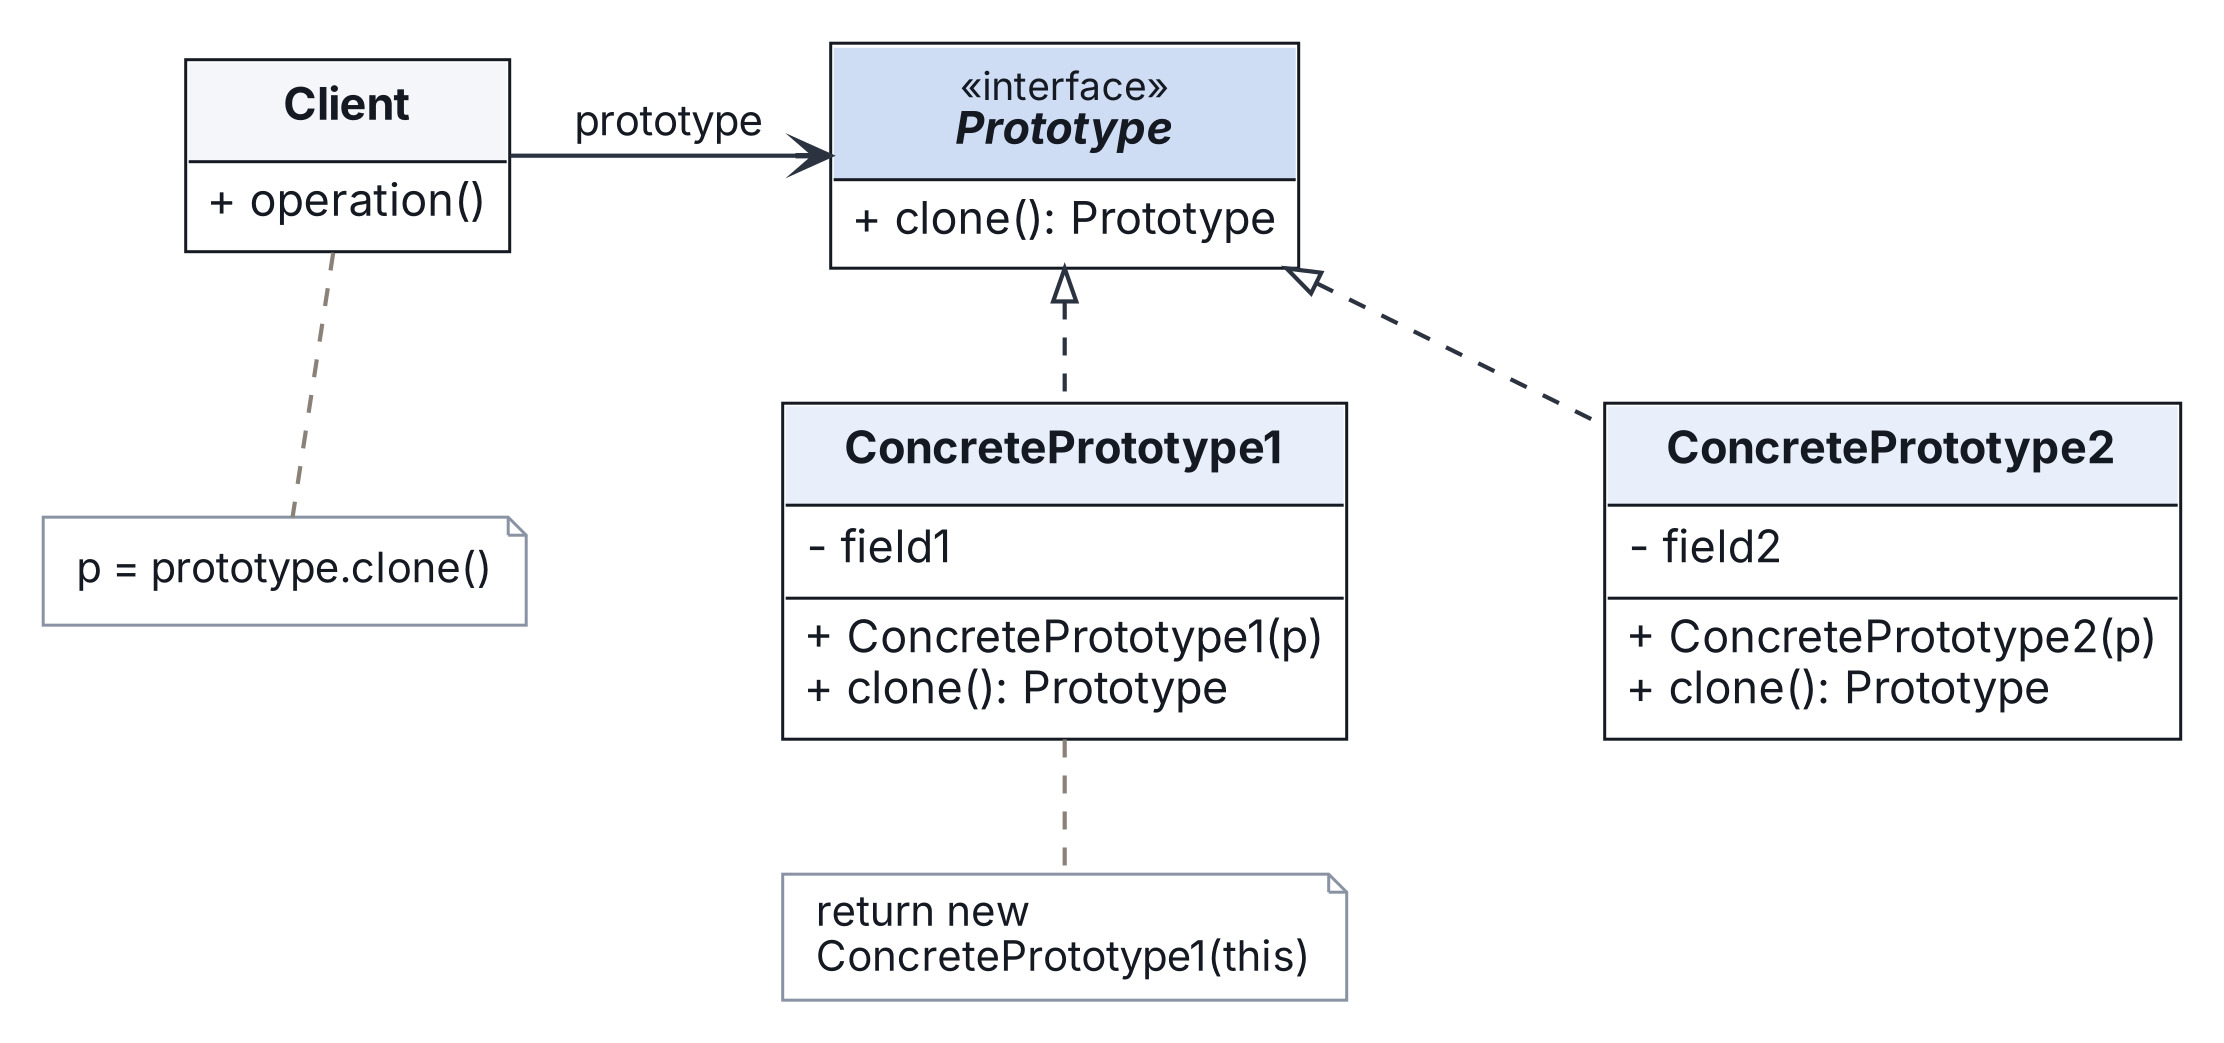 Client
+ operation()
prototype
«interface»
Prototype
+ clone(): Prototype
p = prototype.clone()
ConcretePrototype1
- field1
+ ConcretePrototype1(p)
+ clone(): Prototype
ConcretePrototype2
- field2
+ ConcretePrototype2(p)
+ clone(): Prototype
return new
ConcretePrototype1(this)